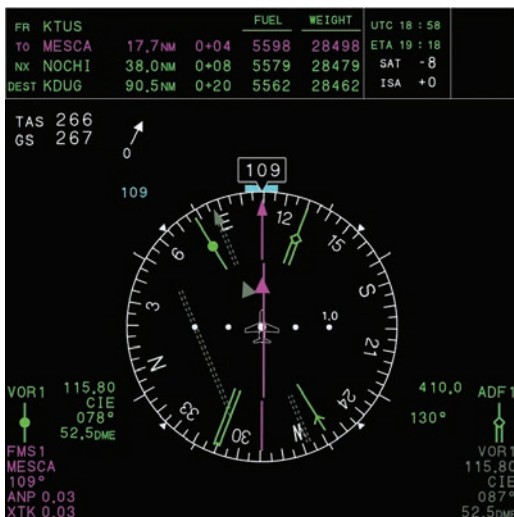 FUEL WEIGHT
FR KTUS
TO MESCA 17.7NM 0+04 5598 28498
NX NOCHI 38.0NM 0+08 5579 28479
DEST KDUG 90.5NM 0+20 5562 28462
UTC 18 : 58
ETA 19 : 18
SAT -8
ISA +0
TAS 266
GS 267
0
109
109
E
12
15
S
21
24
W
30
33
N
3
6
1.0
VOR1 115.80
CIE
078°
52.5DME
FMS1
MESCA
109°
ANP 0.03
XTK 0.03
410.0 ADF1
130°
VOR1
115.80
CIE
087°
52.5DME